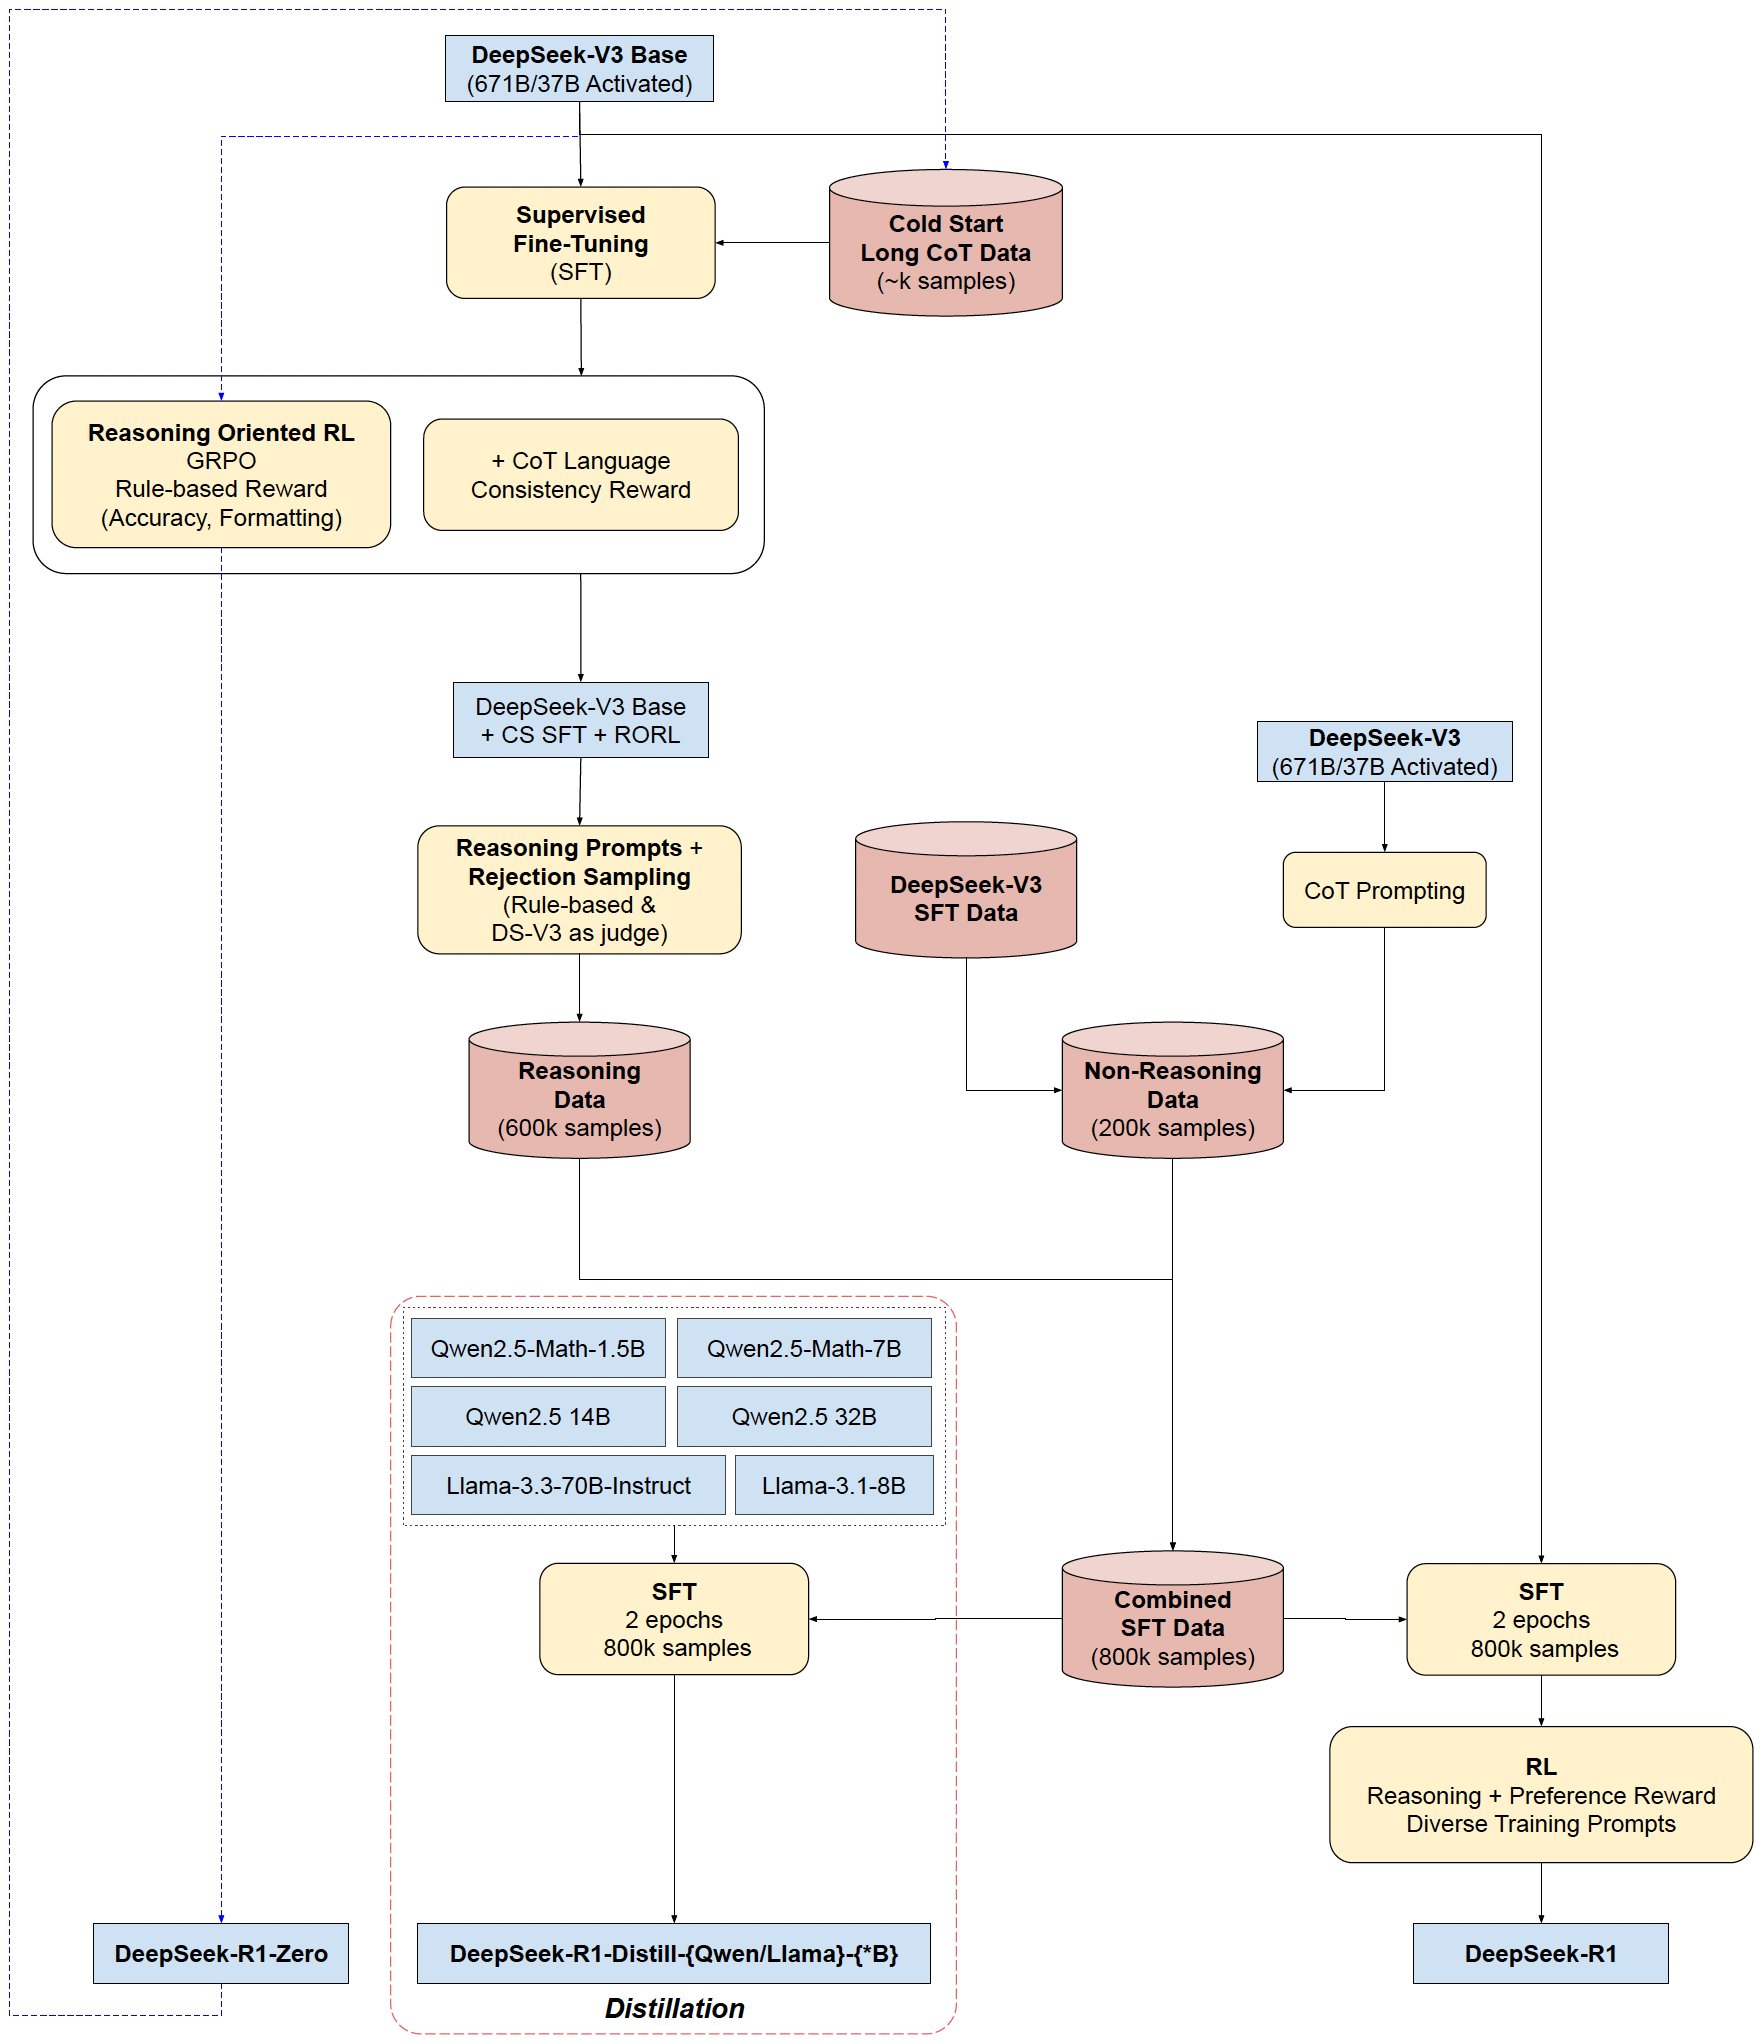 DeepSeek-V3 Base
(671B/37B Activated)
Supervised
Fine-Tuning
(SFT)
Cold Start
Long CoT Data
(~k samples)
Reasoning Oriented RL
GRPO
Rule-based Reward
(Accuracy, Formatting)
+ CoT Language
Consistency Reward
DeepSeek-V3 Base
+ CS SFT + RORL
DeepSeek-V3
(671B/37B Activated)
Reasoning Prompts +
Rejection Sampling
(Rule-based &
DS-V3 as judge)
DeepSeek-V3
SFT Data
CoT Prompting
Reasoning
Data
(600k samples)
Non-Reasoning
Data
(200k samples)
Qwen2.5-Math-1.5B
Qwen2.5-Math-7B
Qwen2.5 14B
Qwen2.5 32B
Llama-3.3-70B-Instruct
Llama-3.1-8B
SFT
2 epochs
800k samples
Combined
SFT Data
(800k samples)
SFT
2 epochs
800k samples
RL
Reasoning + Preference Reward
Diverse Training Prompts
DeepSeek-R1-Zero
DeepSeek-R1-Distill-{Qwen/Llama}-{*B}
DeepSeek-R1
Distillation